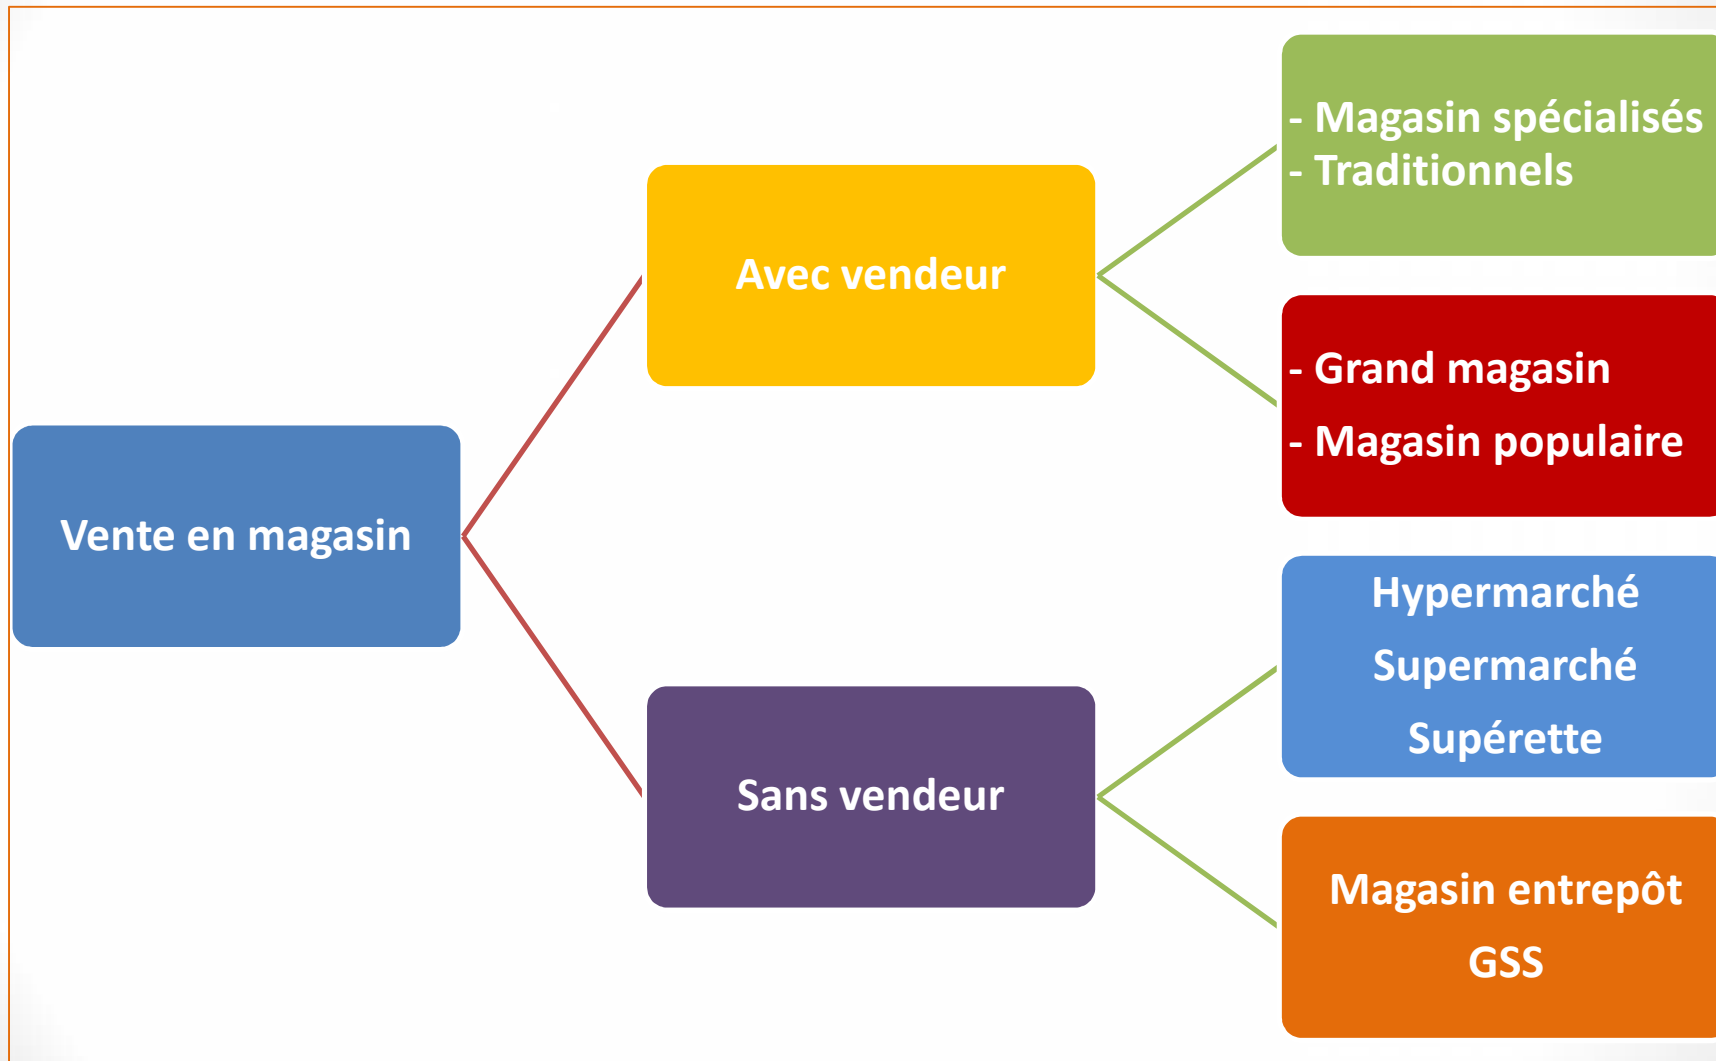 Vente en magasin
Avec vendeur
- Magasin spécialisés
- Traditionnels
- Grand magasin
- Magasin populaire
Sans vendeur
Hypermarché
Supermarché
Supérette
Magasin entrepôt
GSS